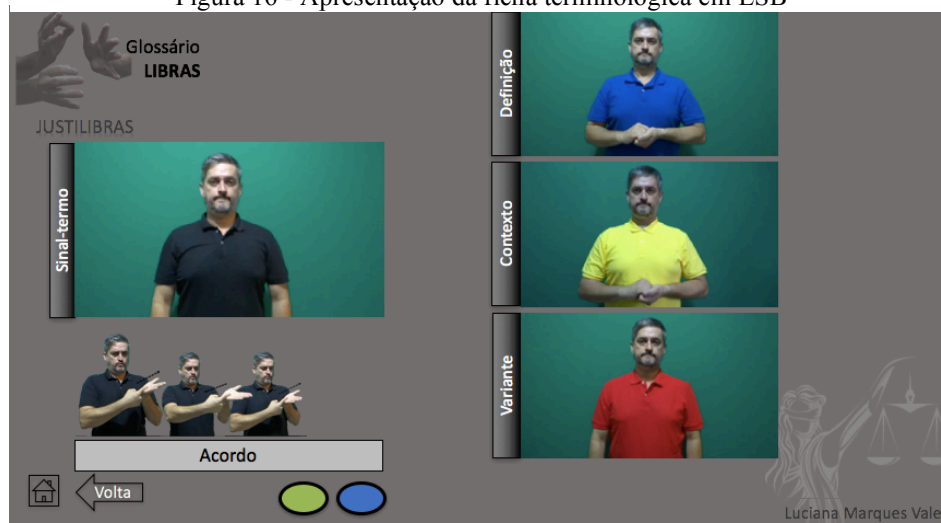 Figura 16 - Apresentação da ficha terminológica em LSB
Glossário
LIBRAS
JUSTILIBRAS
Sinal-termo
Acordo
Volta
Definição
Contexto
Variante
Luciana Marques Vale